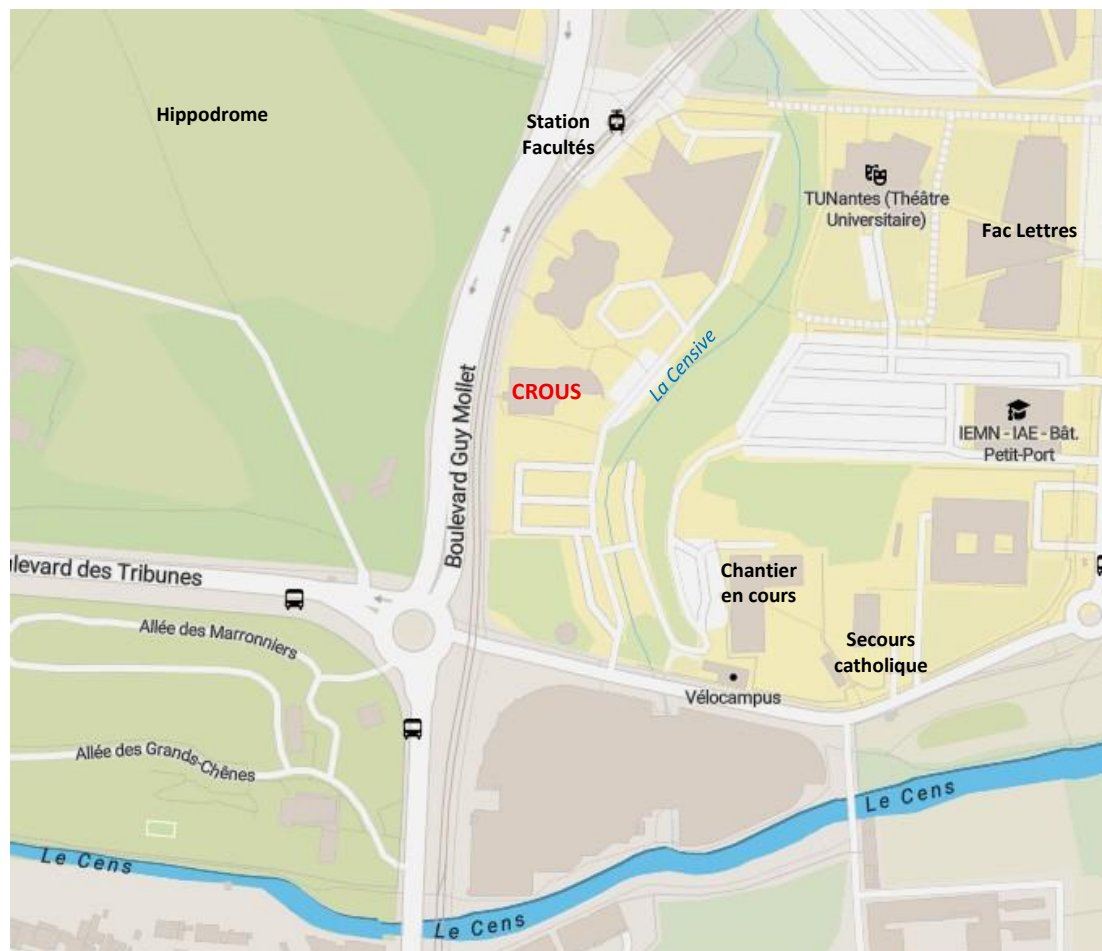 Hippodrome
Station
Facultés
TUNantes (Théâtre
Universitaire)
Fac Lettres
La Censive
Boulevard Guy Mollet
CROUS
IEMN - IAE - Bât.
Petit-Port
ulevard des Tribunes
Chantier
en cours
Allée des Marronniers
Secours
catholique
Vélocampus
Allée des Grands-Chênes
Le Cens
Le Cens
Le Cens